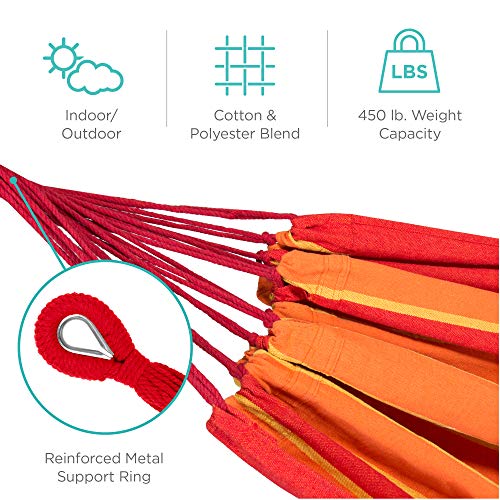 LBS
Indoor/
Outdoor
Cotton &
Polyester Blend
450 lb. Weight
Capacity
Reinforced Metal
Support Ring